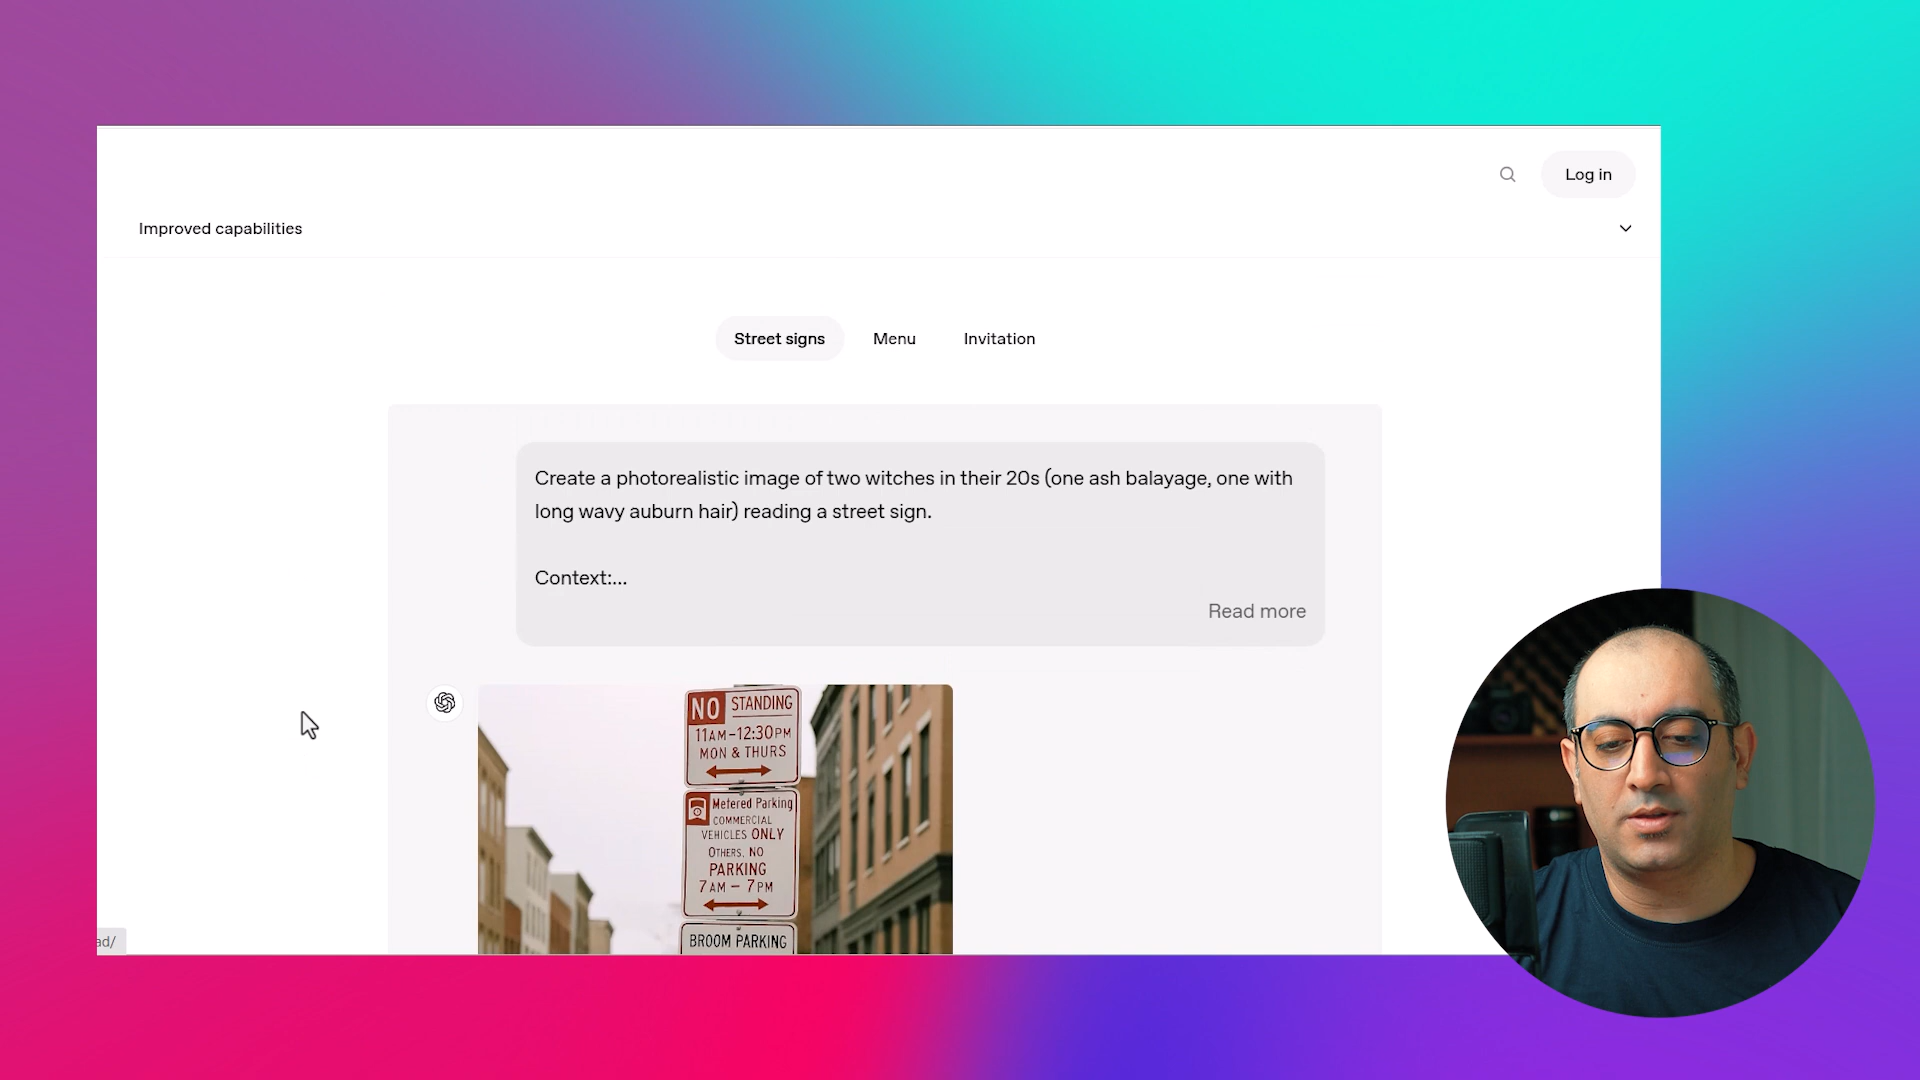 Log in
Improved capabilities
Street signs
Menu
Invitation
Create a photorealistic image of two witches in their 20s (one ash balayage, one with
long wavy auburn hair) reading a street sign.
Context:...
Read more
NO STANDING
11AM-12:30PM
MON & THURS
Metered Parking
COMMERCIAL
VEHICLES ONLY
OTHERS, NO
PARKING
7AM – 7PM
BROOM PARKING
ad/